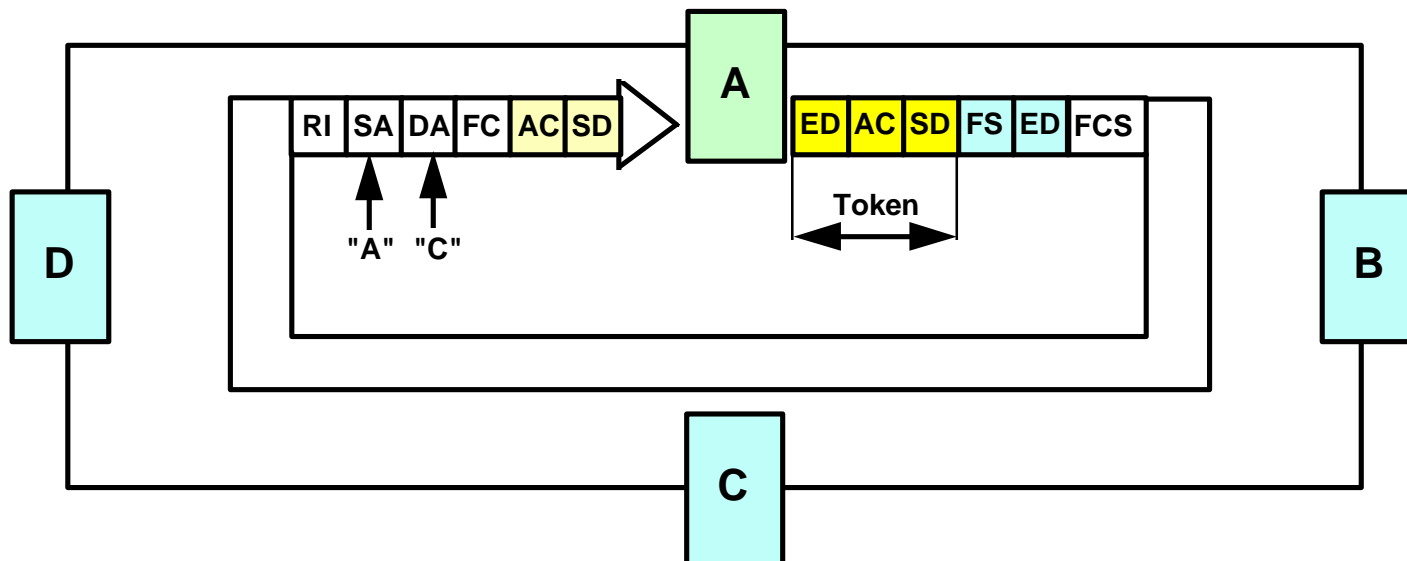 A
RI SA DA FC AC SD
ED AC SD FS ED FCS
Token
"A" "C"
D
B
C